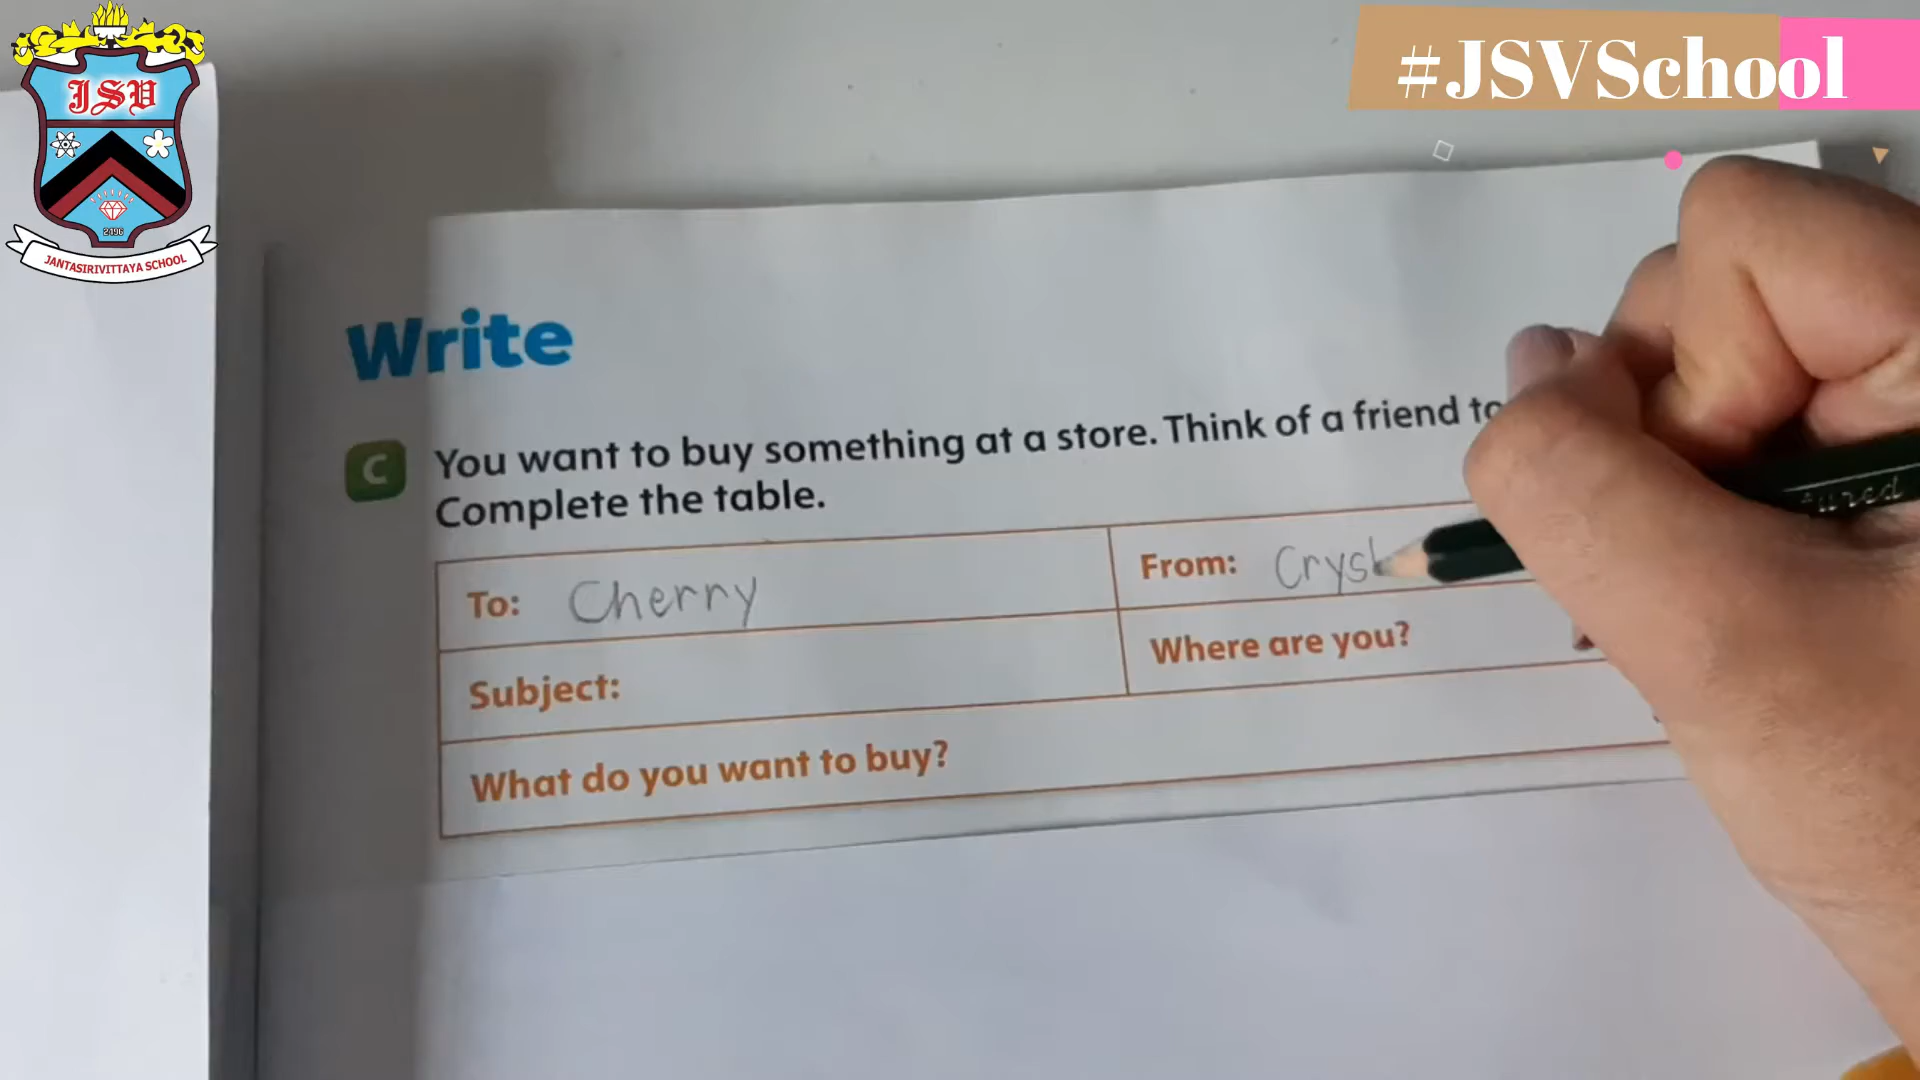 JSV
2496
JANTASIRIVITTAYA SCHOOL
#JSVSchool
Write
C You want to buy something at a store. Think of a friend to
Complete the table.
To: Cherry
From: Cryst
Subject:
Where are you?
What do you want to buy?